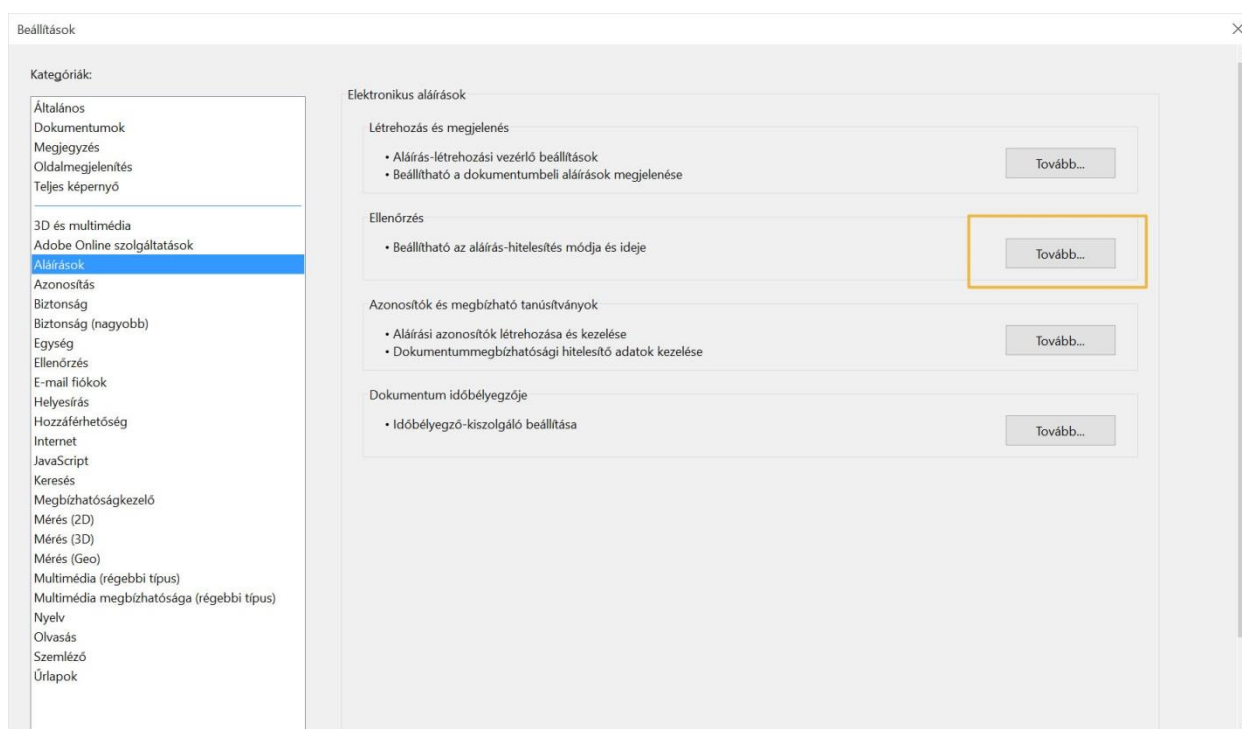 Beállítások
Kategóriák:
Általános
Dokumentumok
Megjegyzés
Oldalmegjelenítés
Teljes képernyő
3D és multimédia
Adobe Online szolgáltatások
Aláírások
Azonosítás
Biztonság
Biztonság (nagyobb)
Egység
Ellenőrzés
E-mail fiókok
Helyesírás
Hozzáférhetőség
Internet
JavaScript
Keresés
Megbízhatóságkezelő
Mérés (2D)
Mérés (3D)
Mérés (Geo)
Multimédia (régebbi típus)
Multimédia megbízhatósága (régebbi típus)
Nyelv
Olvasás
Szemléző
Űrlapok
Elektronikus aláírások
Létrehozás és megjelenés
• Aláírás-létrehozási vezérlő beállítások
• Beállítható a dokumentumbeli aláírások megjelenése
Tovább...
Ellenőrzés
• Beállítható az aláírás-hitelesítés módja és ideje
Tovább...
Azonosítók és megbízható tanúsítványok
• Aláírási azonosítók létrehozása és kezelése
• Dokumentummegbízhatósági hitelesítő adatok kezelése
Tovább...
Dokumentum időbélyegzője
• Időbélyegző-kiszolgáló beállítása
Tovább...